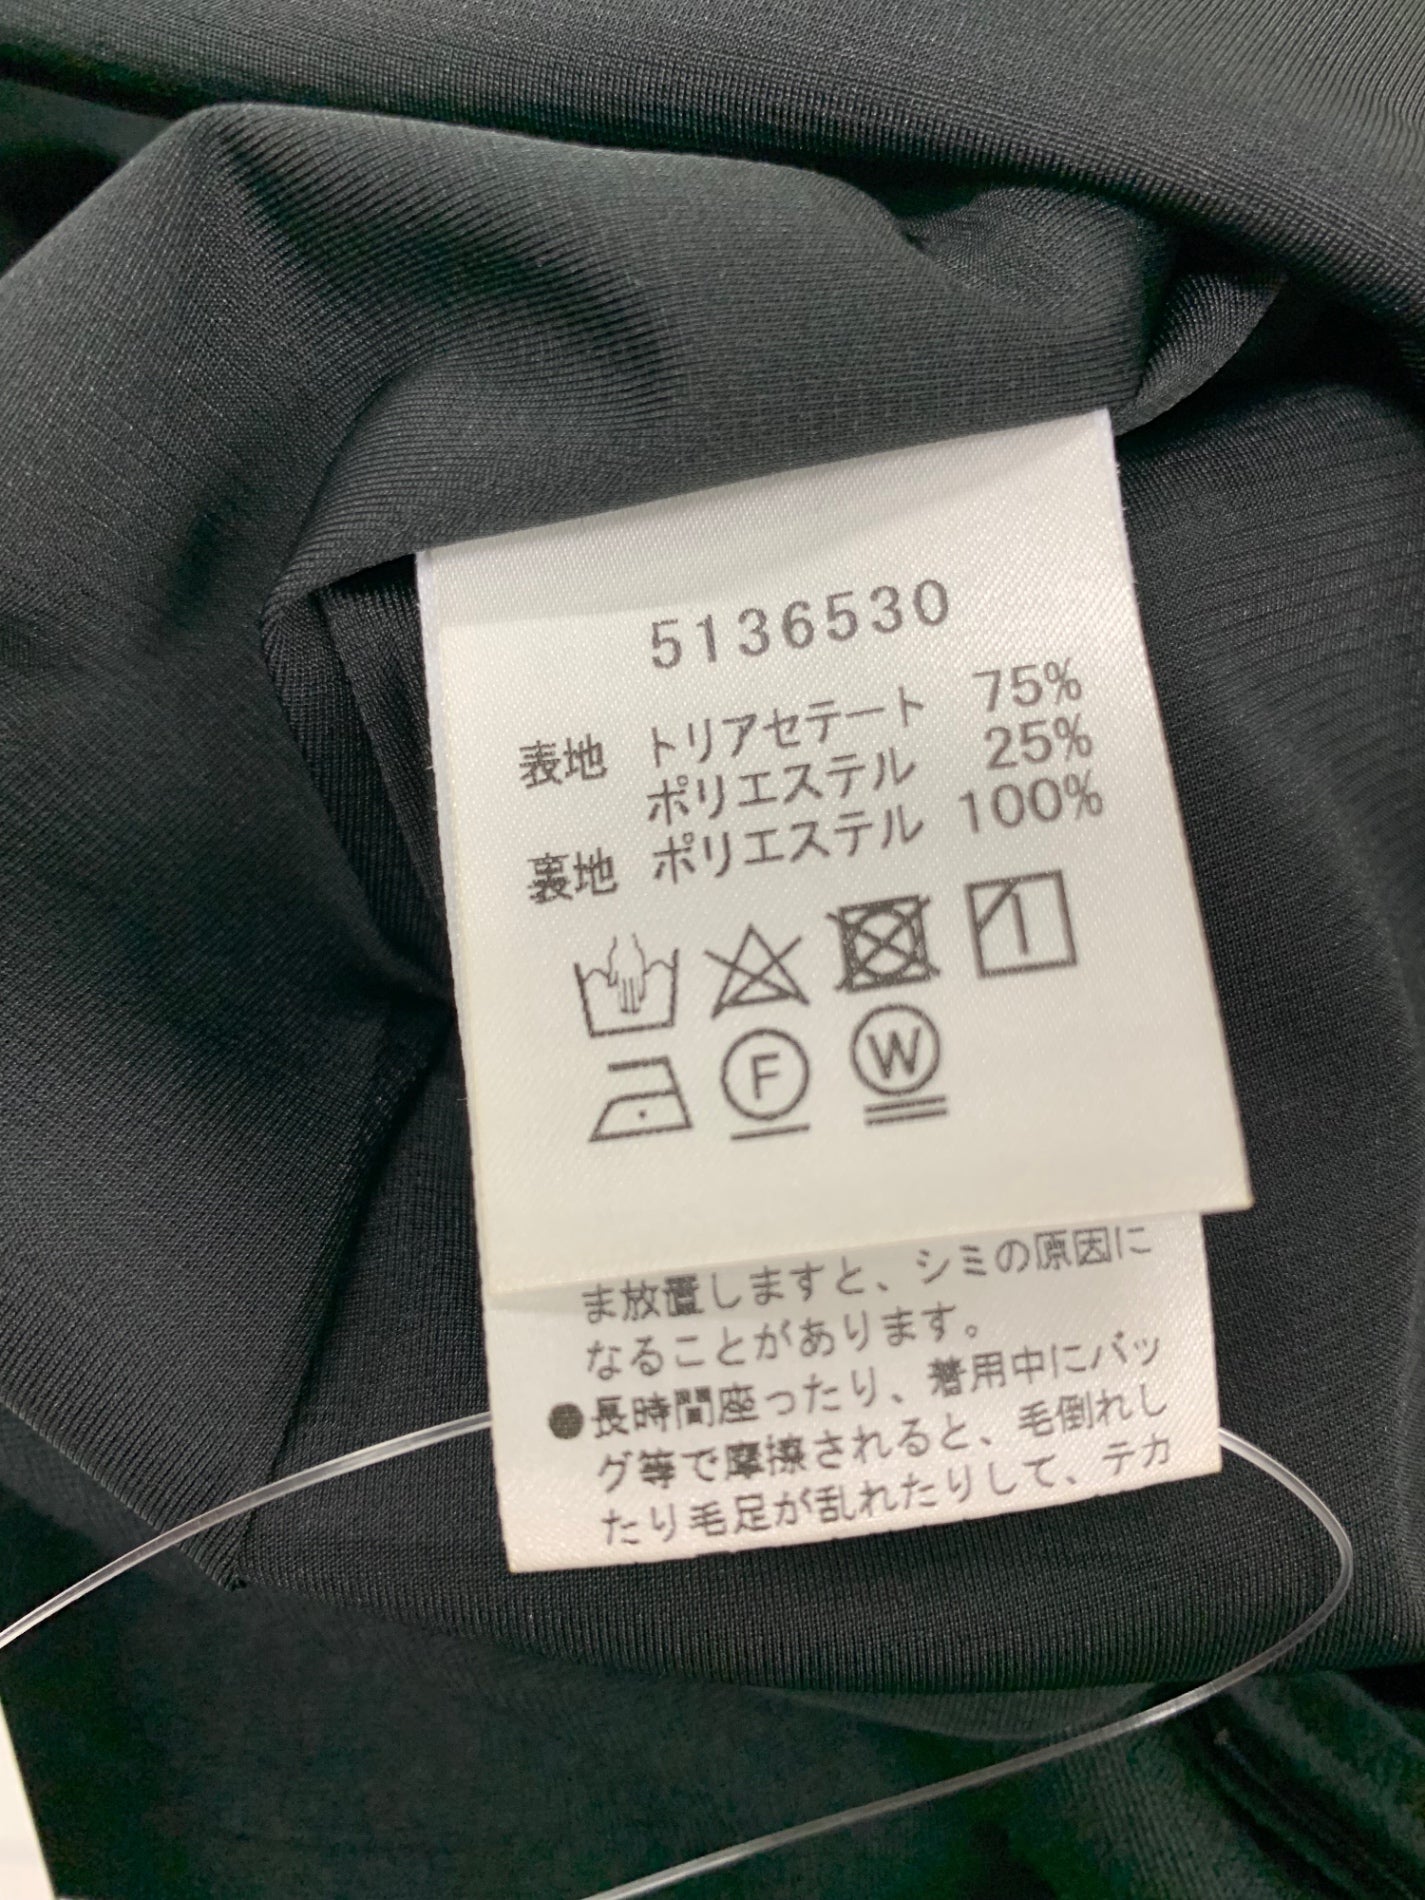 5136530
表地 トリアセテート 75%
ポリエステル 25%
裏地 ポリエステル 100%
F W
ま放置しますと、シミの原因に
なることがあります。
●長時間座ったり、着用中にバッ
グ等で摩擦されると、毛倒れし
たり毛足が乱れたりして、テカ